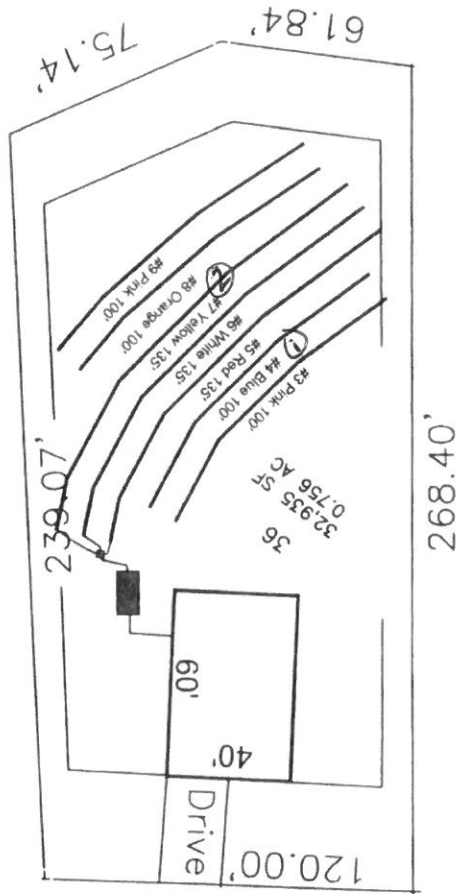 75.14'
61.84'
#9 Pink 100'
#8 Orange 100'
2
#7 Yellow 135'
#6 White 135'
#5 Red 135'
1
#4 Blue 100'
#3 Pink 100'
239.07'
268.40'
36
32,935 SF
0.756 AC
60'
40'
Drive
120.00'